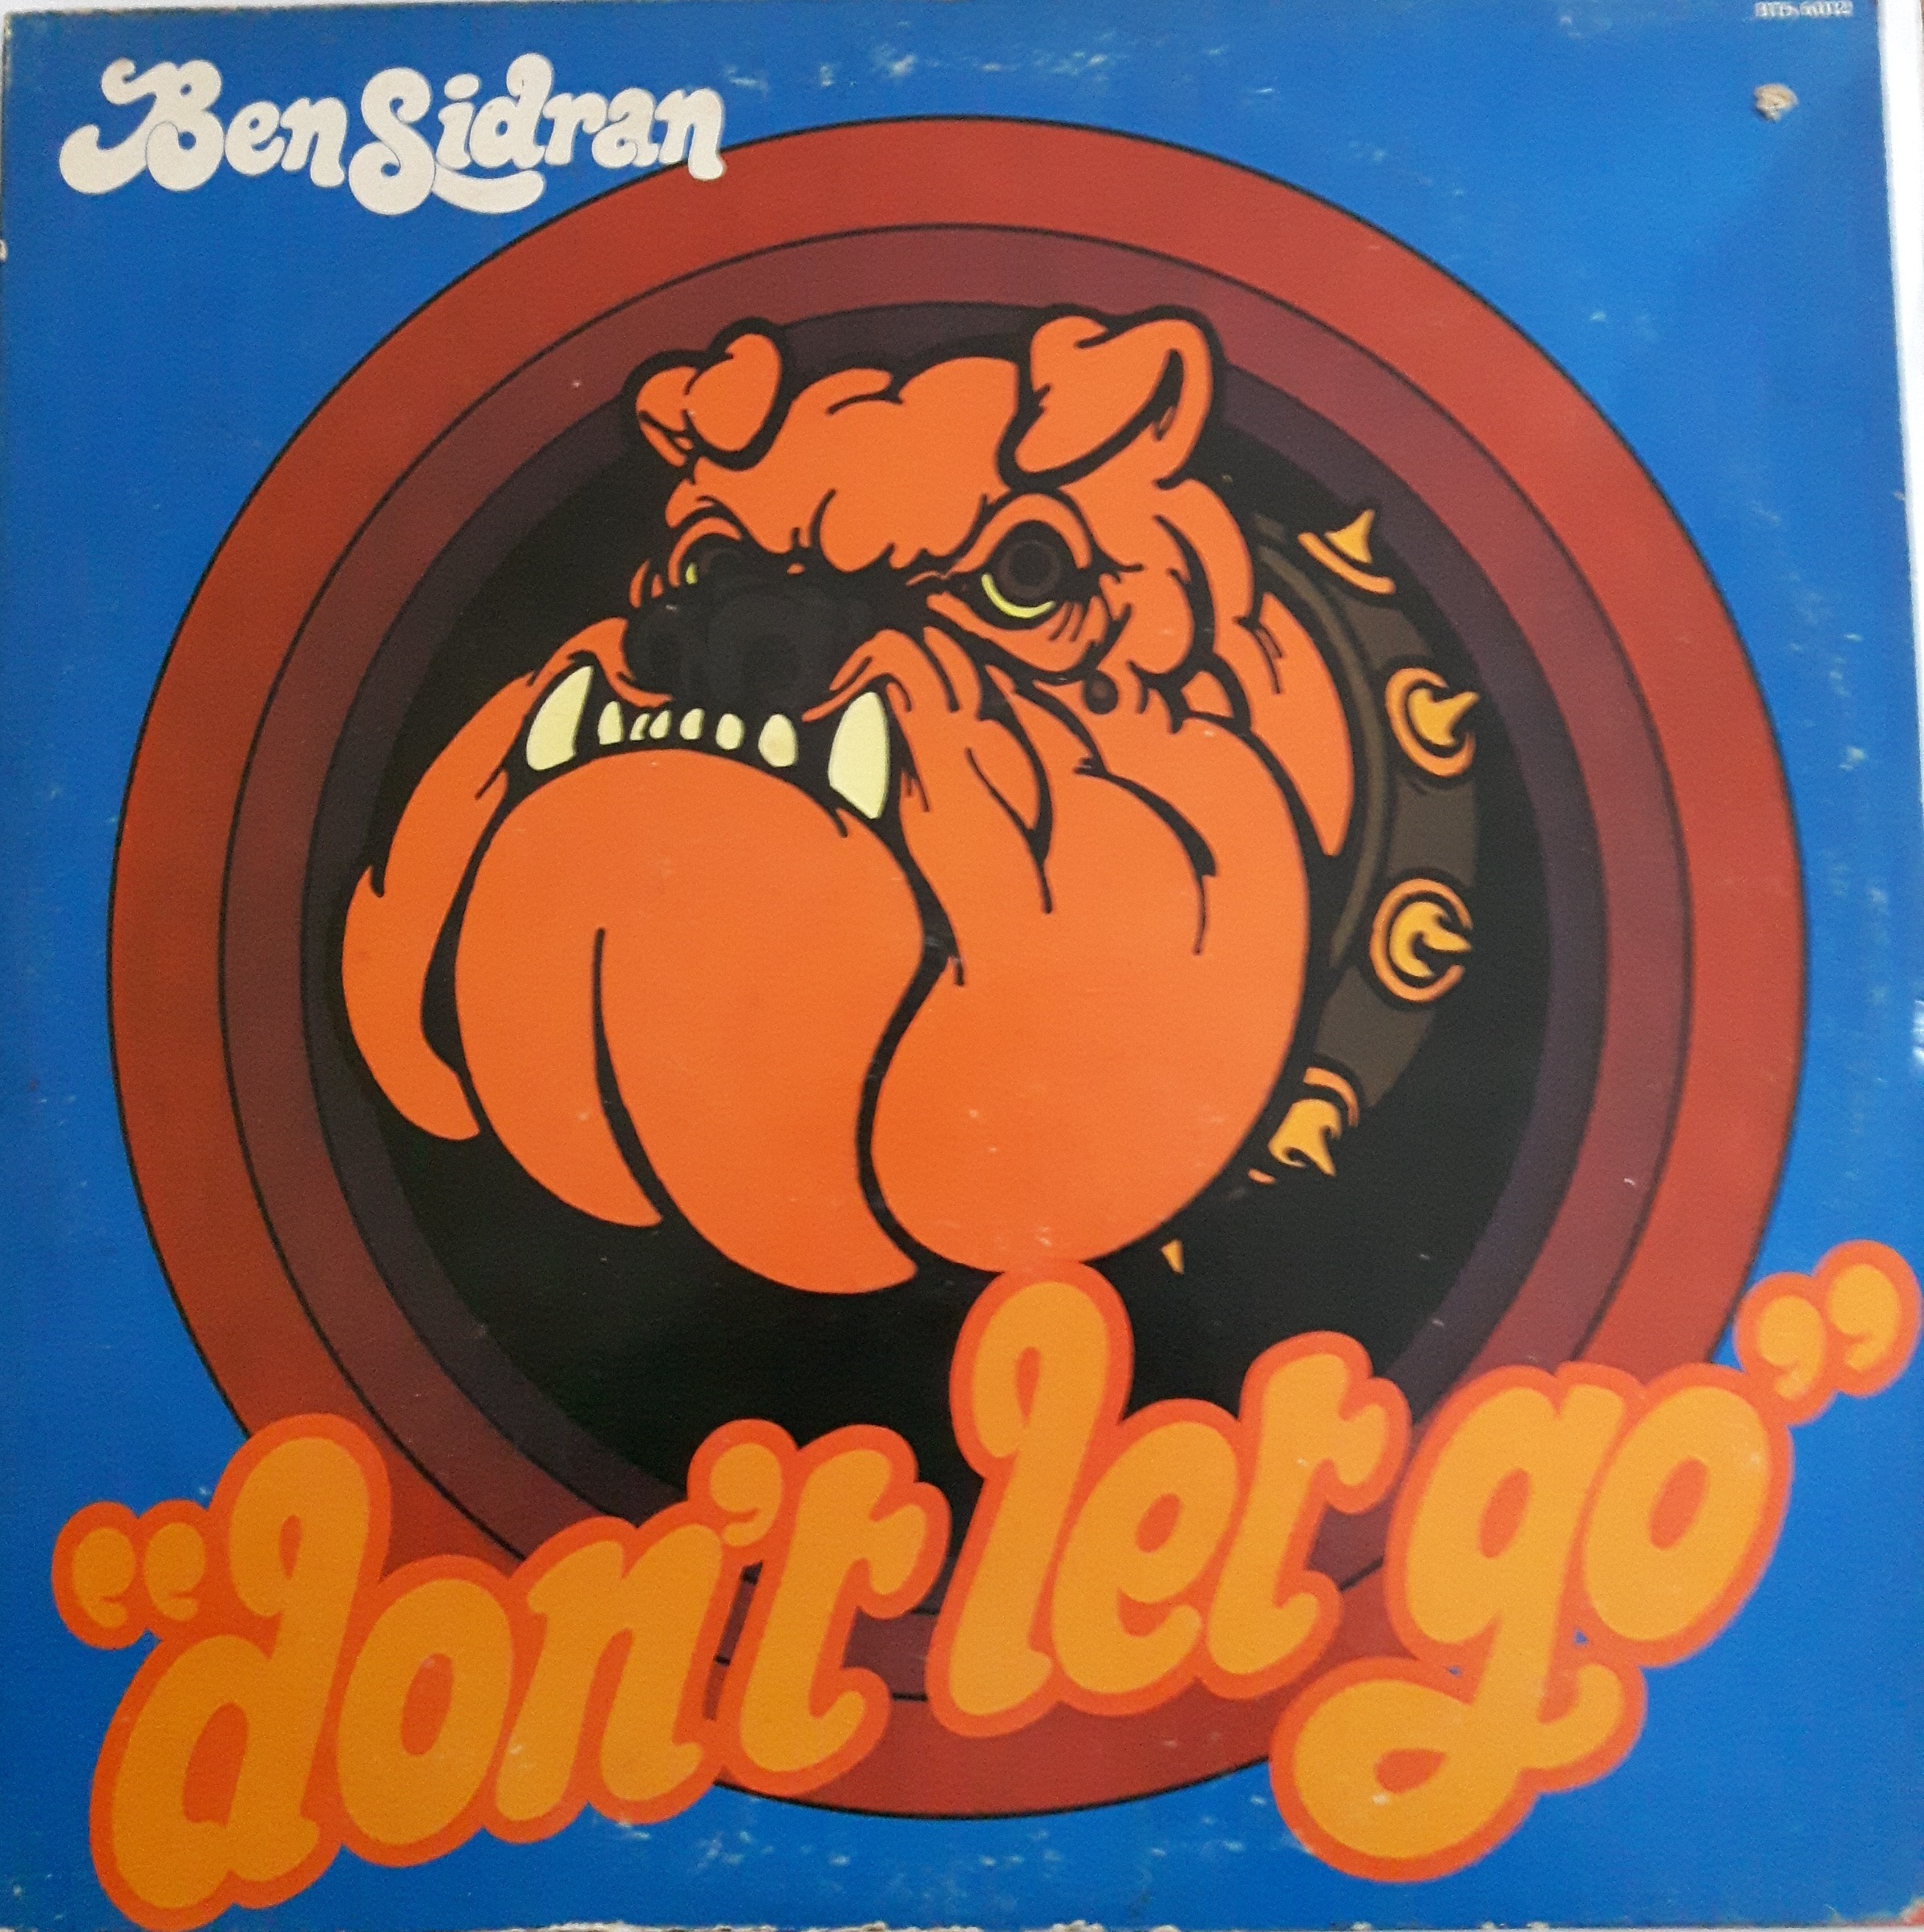 Ben Sidran
“don't let go”